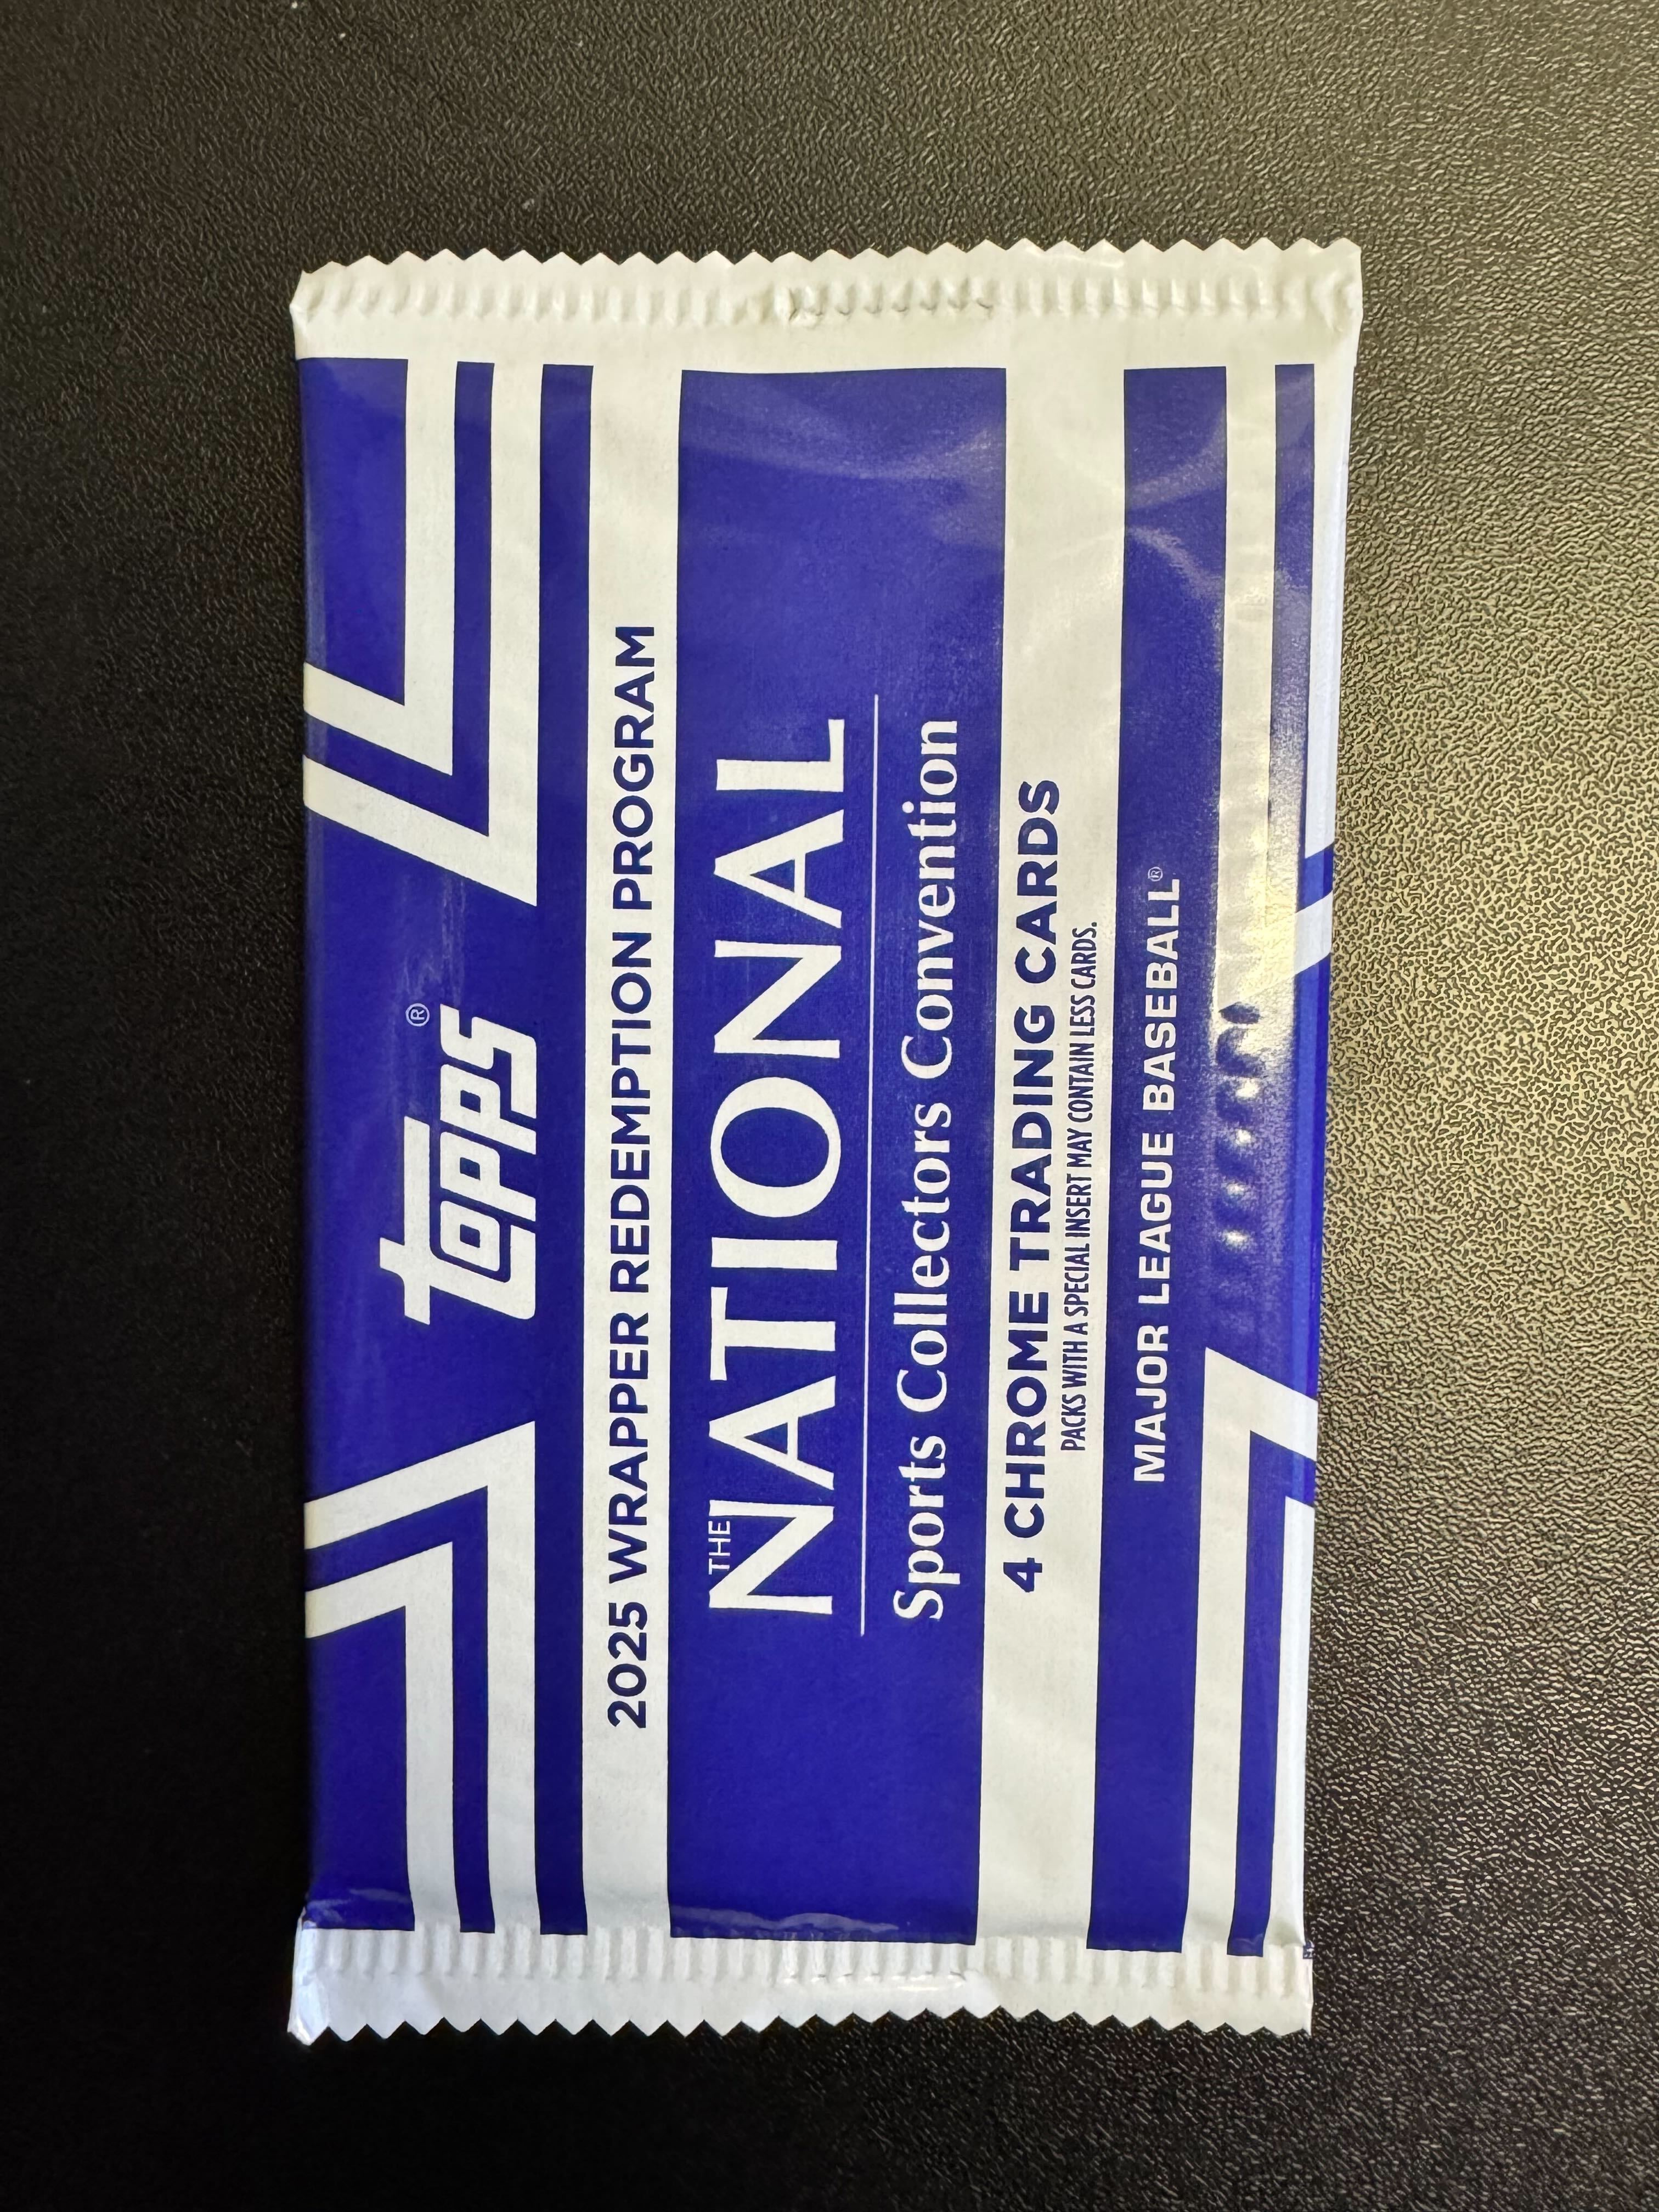 Topps®
2025 WRAPPER REDEMPTION PROGRAM
THE
NATIONAL
Sports Collectors Convention
4 CHROME TRADING CARDS
PACKS WITH A SPECIAL INSERT MAY CONTAIN LESS CARDS.
MAJOR LEAGUE BASEBALL®